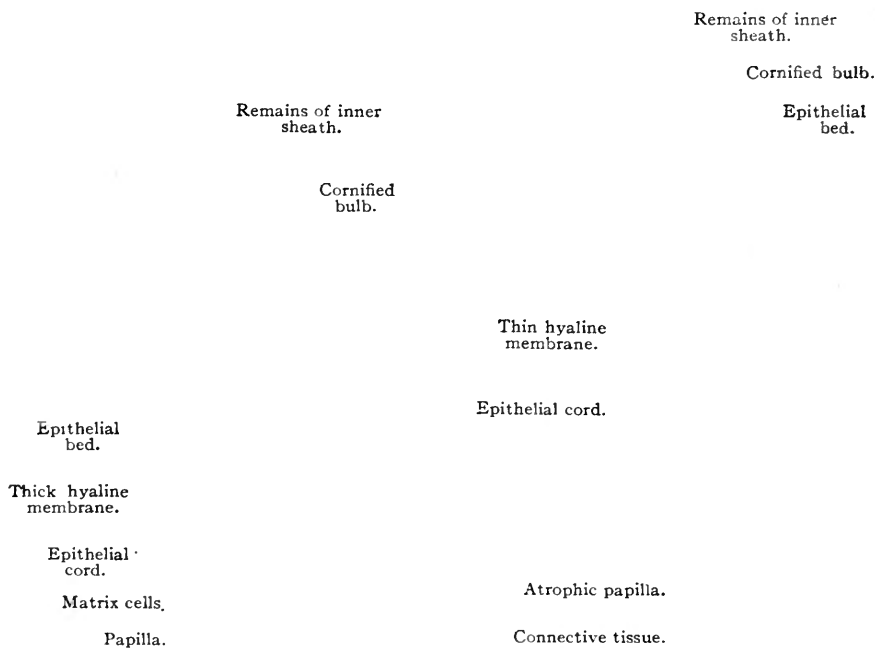 Remains of inner
sheath.
Cornified bulb.
Epithelial
bed.
Remains of inner
sheath.
Cornified
bulb.
Thin hyaline
membrane.
Epithelial cord.
Epithelial
bed.
Thick hyaline
membrane.
Epithelial
cord.
Matrix cells.
Papilla.
Atrophic papilla.
Connective tissue.